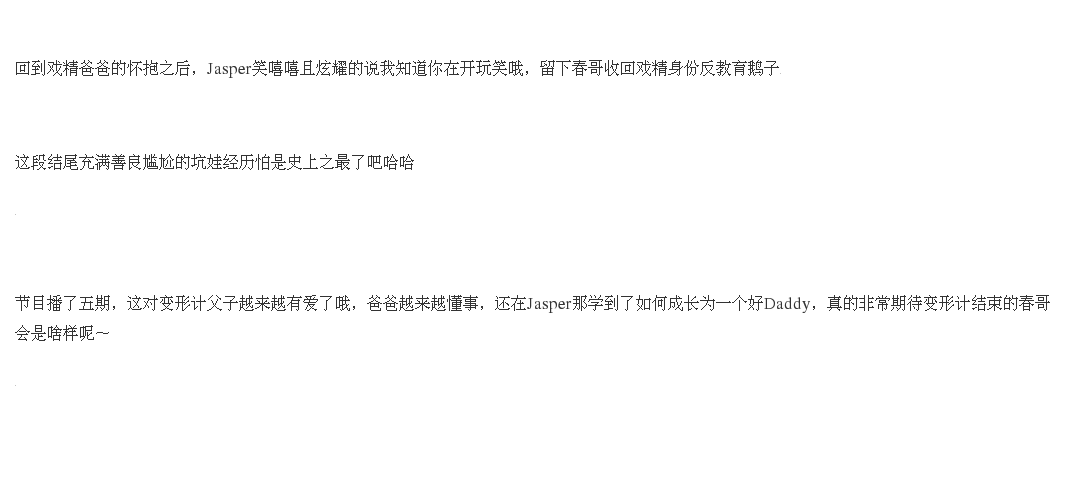 回到戏精爸爸的怀抱之后，Jasper笑嘻嘻且炫耀的说我知道你在开玩笑哦，留下春哥收回戏精身份反教育鹅子
这段结尾充满善良尴尬的坑娃经历怕是史上之最了吧哈哈
节目播了五期，这对变形计父子越来越有爱了哦，爸爸越来越懂事，还在Jasper那学到了如何成长为一个好Daddy，真的非常期待变形计结束的春哥
会是啥样呢～